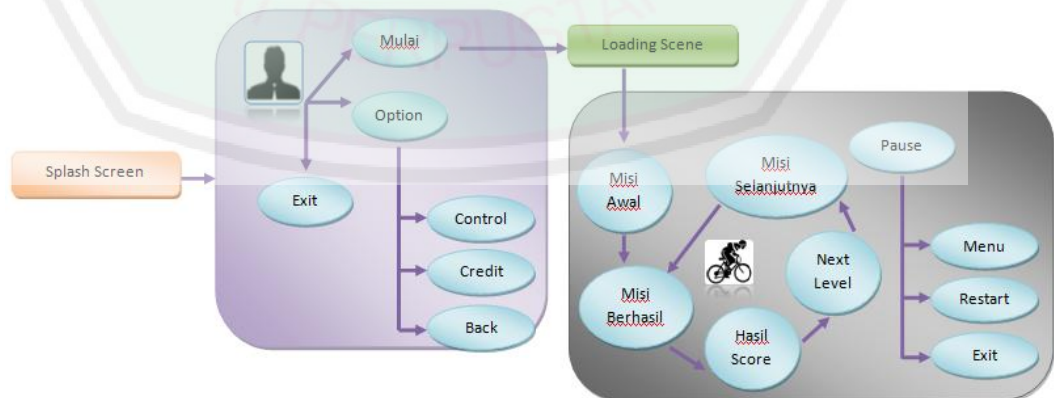 PERPUSTA
Splash Screen
Mulai
Option
Exit
Control
Credit
Back
Loading Scene
Misi
Awal
Misi
Selanjutnya
Misi
Berhasil
Hasil
Score
Next
Level
Pause
Menu
Restart
Exit